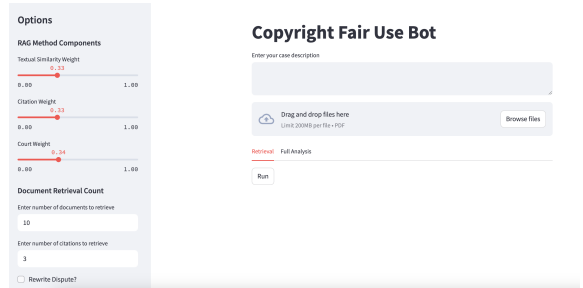 Options
RAG Method Components
Textual Similarity Weight
0.33
0.00 1.00
Citation Weight
0.33
0.00 1.00
Court Weight
0.34
0.00 1.00
Document Retrieval Count
Enter number of documents to retrieve
10
Enter number of citations to retrieve
3
Rewrite Dispute?
Copyright Fair Use Bot
Enter your case description
Drag and drop files here
Limit 200MB per file • PDF
Browse files
Retrieval Full Analysis
Run